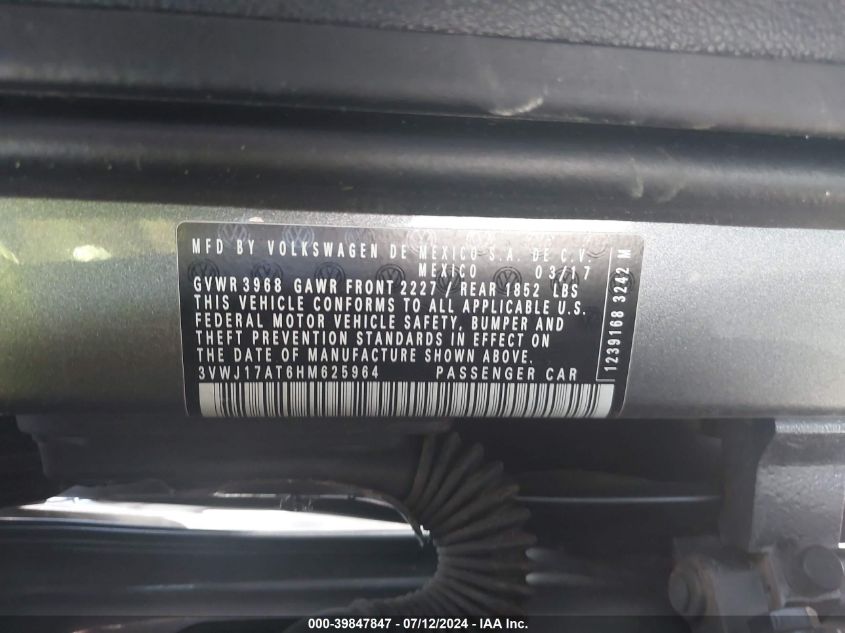 MFD BY VOLKSWAGEN DE MEXICO S.A. DE C.V.
MEXICO 03/17
GVWR 3968 GAWR FRONT 2227 / REAR 1852 LBS
THIS VEHICLE CONFORMS TO ALL APPLICABLE U.S.
FEDERAL MOTOR VEHICLE SAFETY, BUMPER AND
THEFT PREVENTION STANDARDS IN EFFECT ON
THE DATE OF MANUFACTURE SHOWN ABOVE.
3VWJ17AT6HM625964 PASSENGER CAR
1239168 3242 M
000-39847847 - 07/12/2024 - IAA Inc.